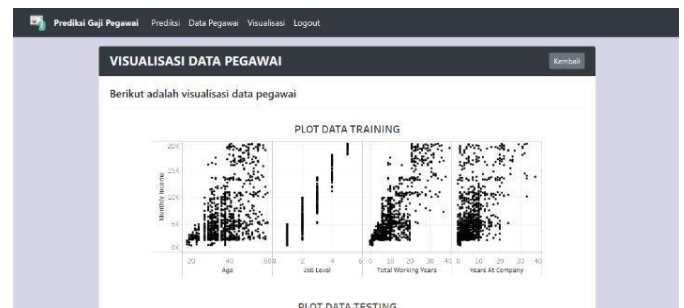 Prediksi Gaji Pegawai Prediksi Data Pegawai Visualisasi Logout
VISUALISASI DATA PEGAWAI Kembali
Berikut adalah visualisasi data pegawai
PLOT DATA TRAINING
20K
15K
10K
5K
0K
Monthly Income
20 40 60 0 2 4 6 0 10 20 30 40 0 10 20 30 40
Age Job Level Total Working Years Years At Company
PLOT DATA TESTING